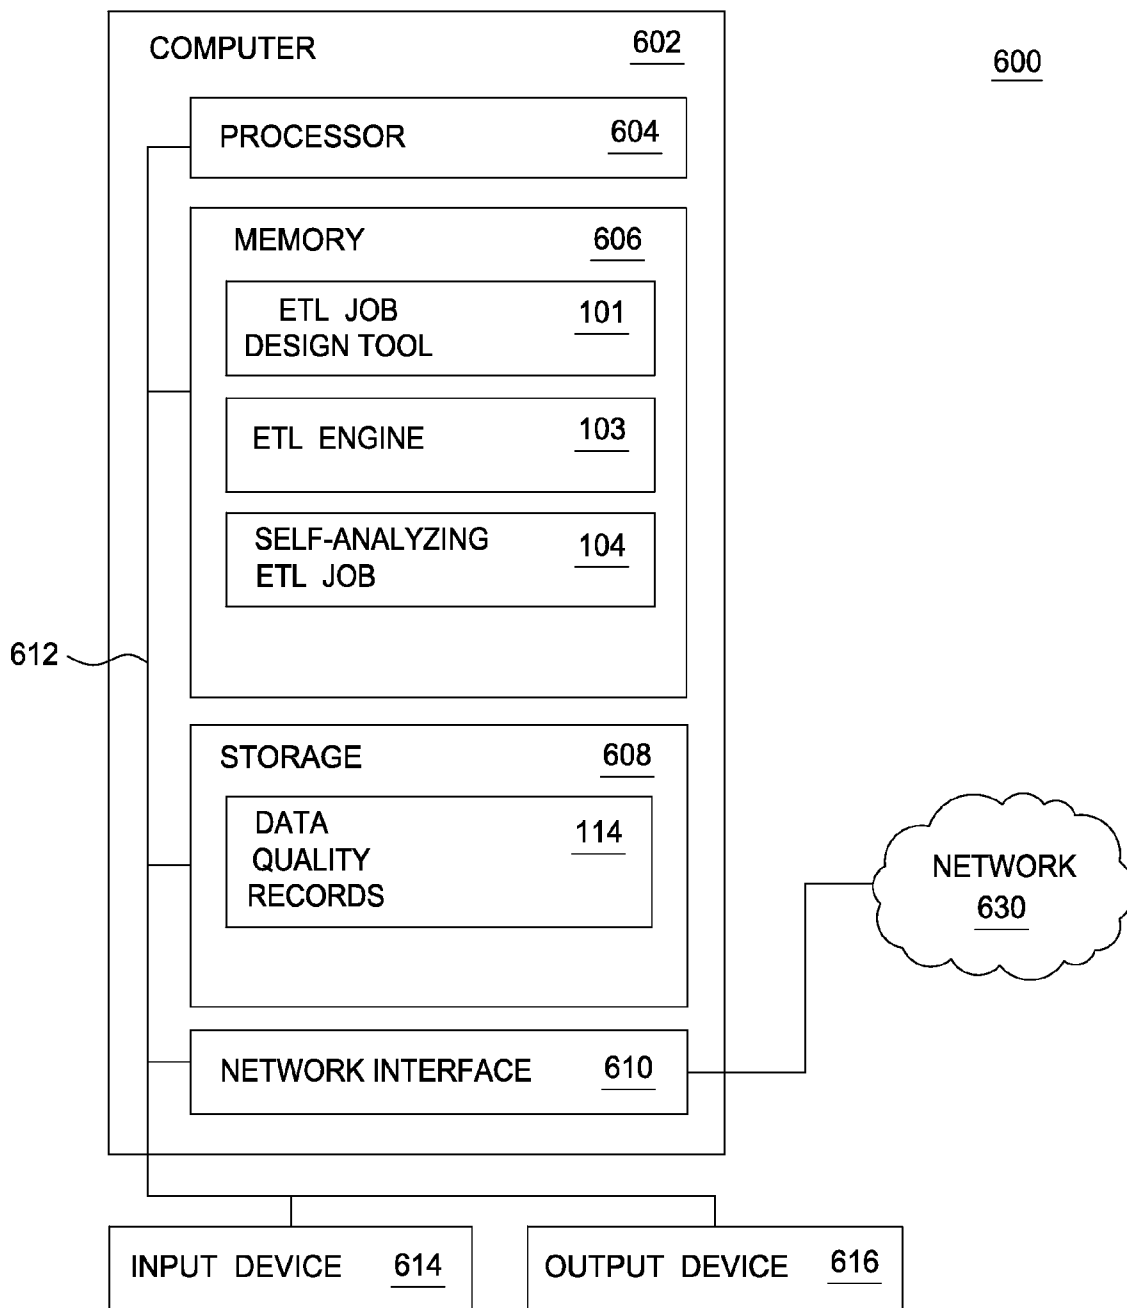 COMPUTER 602
600
PROCESSOR 604
MEMORY 606
ETL JOB 101
DESIGN TOOL
ETL ENGINE 103
SELF-ANALYZING 104
ETL JOB
612
STORAGE 608
DATA 114
QUALITY
RECORDS
NETWORK
630
NETWORK INTERFACE 610
INPUT DEVICE 614
OUTPUT DEVICE 616